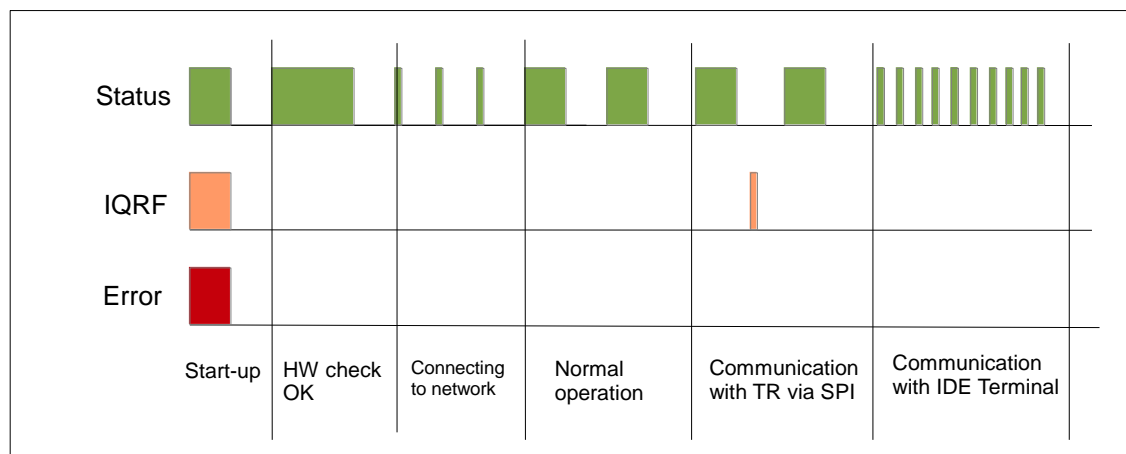 Status
IQRF
Error
Start-up
HW check
OK
Connecting
to network
Normal
operation
Communication
with TR via SPI
Communication
with IDE Terminal